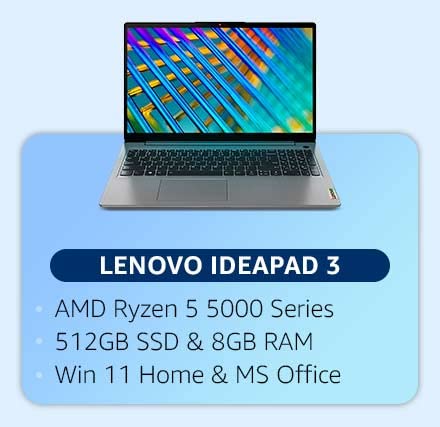 LENOVO IDEAPAD 3
AMD Ryzen 5 5000 Series
512GB SSD & 8GB RAM
Win 11 Home & MS Office